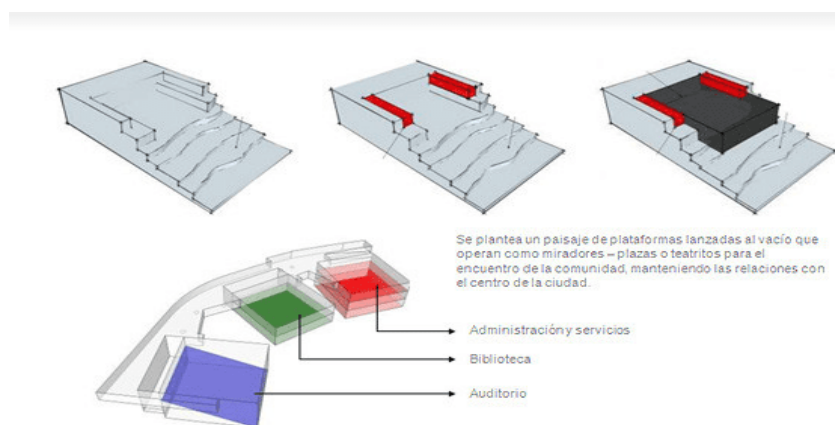 Se plantea un paisaje de plataformas lanzadas al vacío que
operan como miradores – plazas o teatritos para el
encuentro de la comunidad, manteniendo las relaciones con
el centro de la ciudad.
Administración y servicios
Biblioteca
Auditorio